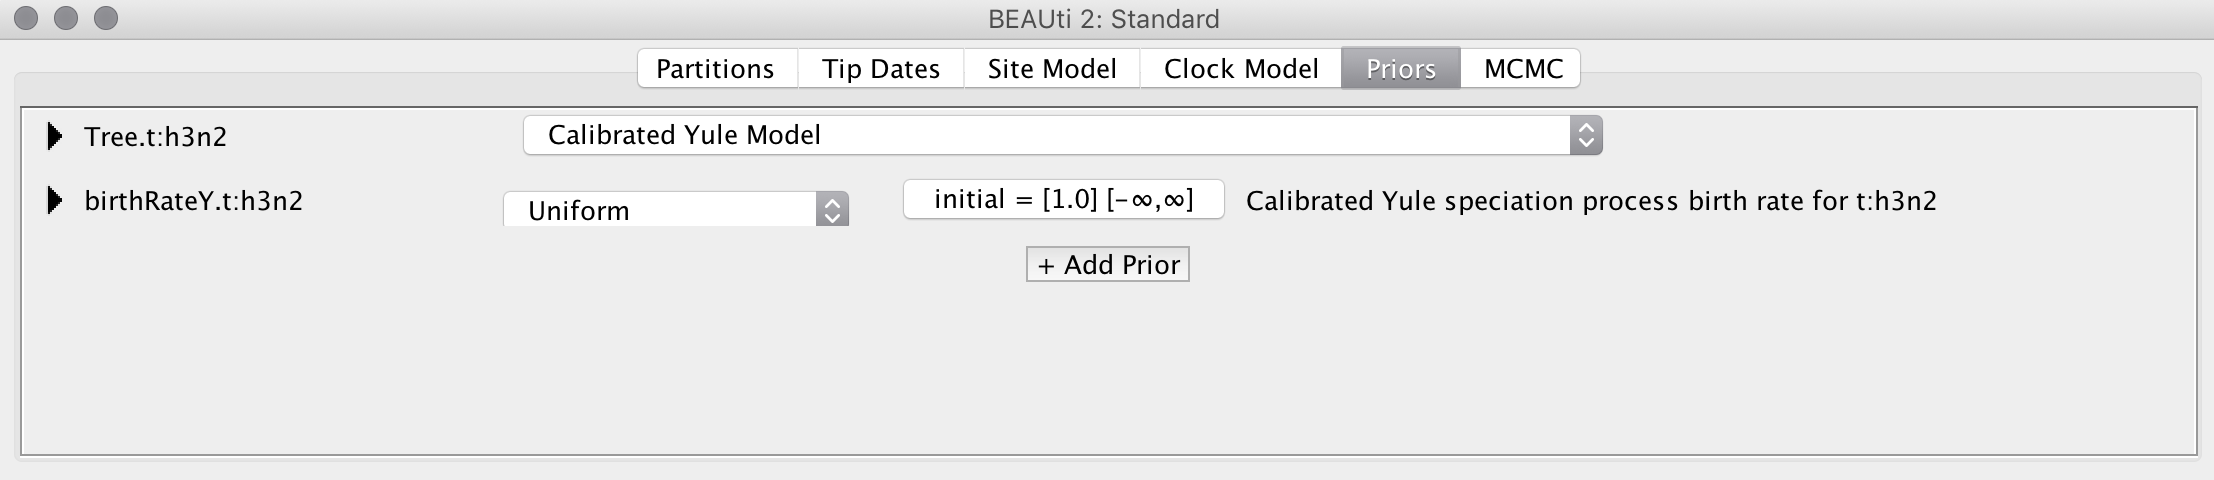 BEAUti 2: Standard
Partitions Tip Dates Site Model Clock Model Priors MCMC
Tree.t:h3n2 Calibrated Yule Model
birthRateY.t:h3n2 Uniform initial = [1.0] [-∞,∞] Calibrated Yule speciation process birth rate for t:h3n2
+ Add Prior